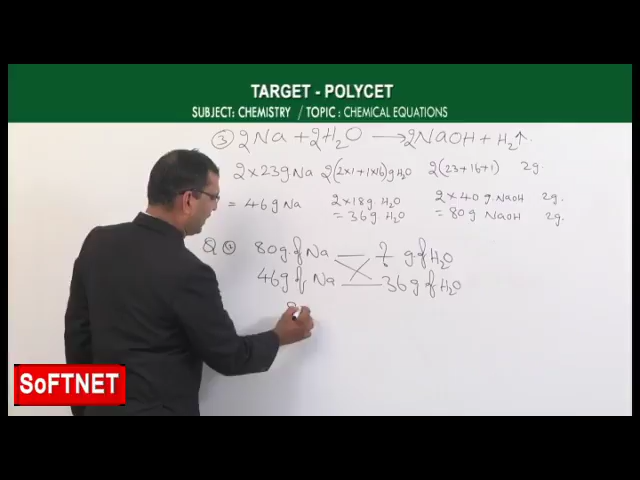 TARGET - POLYCET
SUBJECT: CHEMISTRY / TOPIC : CHEMICAL EQUATIONS
③ 2Na + 2H₂O → 2NaOH + H₂↑
2×23g Na 2(2×1+1×16)g H₂O 2(23+16+1) 2g.
= 46g Na 2×18g. H₂O 2×40 g. NaOH 2g.
= 36g. H₂O = 80g NaOH 2g.
80g. of Na — ? g of H₂O
46g of Na — 36g of H₂O
8
SoFTNET